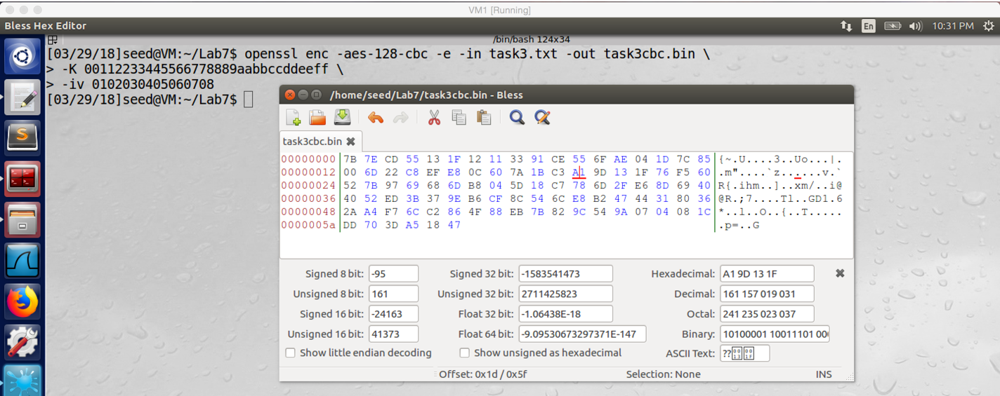 VM1 [Running]
Bless Hex Editor
En
10:31 PM
/bin/bash 124x34
[03/29/18]seed@VM:~/Lab7$ openssl enc -aes-128-cbc -e -in task3.txt -out task3cbc.bin \
> -K 00112233445566778889aabbccddeeff \
> -iv 0102030405060708
[03/29/18]seed@VM:~/Lab7$
/home/seed/Lab7/task3cbc.bin - Bless
task3cbc.bin
00000000 7B 7E CD 55 13 1F 12 11 33 91 CE 55 6F AE 04 1D 7C 85 {~.U....3..Uo...|.
00000012 00 6D 22 C8 EF E8 0C 60 7A 1B C3 A1 9D 13 1F 76 F5 60 .m"....`z......v.`
00000024 52 7B 97 69 68 6D B8 04 5D 18 C7 78 6D 2F E6 8D 69 40 R{.ihm..]..xm/..i@
00000036 40 52 ED 3B 37 9E B6 CF 8C 54 6C E8 B2 47 44 31 80 36 @R.;7....Tl..GD1.6
00000048 2A A4 F7 6C C2 86 4F 88 EB 7B 82 9C 54 9A 07 04 08 1C *..l..O..{..T.....
0000005a DD 70 3D A5 18 47 .p=..G
Signed 8 bit: -95 Signed 32 bit: -1583541473 Hexadecimal: A1 9D 13 1F
Unsigned 8 bit: 161 Unsigned 32 bit: 2711425823 Decimal: 161 157 019 031
Signed 16 bit: -24163 Float 32 bit: -1.06438E-18 Octal: 241 235 023 037
Unsigned 16 bit: 41373 Float 64 bit: -9.09530673297371E-147 Binary: 10100001 10011101 00
Show little endian decoding Show unsigned as hexadecimal ASCII Text: ??
Offset: 0x1d / 0x5f Selection: None INS